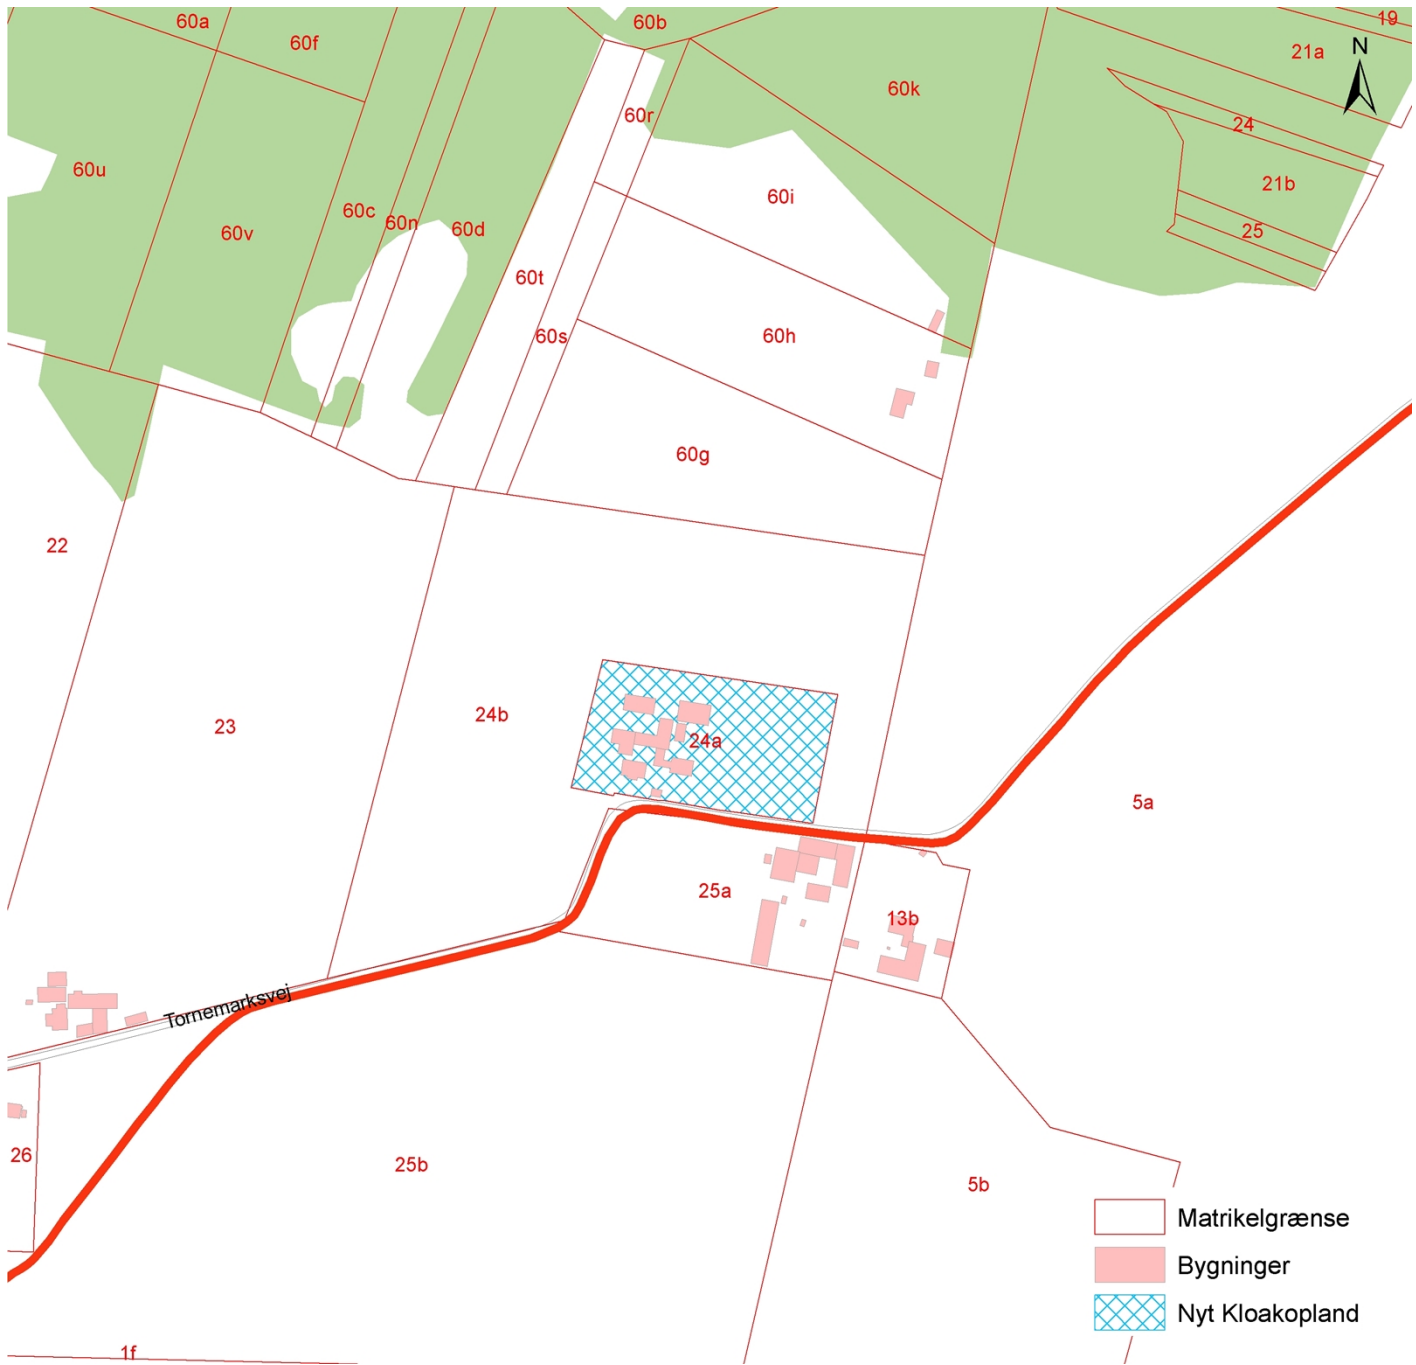 60a
60b
19
60f
21a
N
60k
60r
24
60u
21b
60i
60c
60n
60d
60v
25
60t
60s
60h
60g
22
23
24b
24a
5a
25a
13b
Tornemarksvej
26
25b
5b
1f
Matrikelgrænse
Bygninger
Nyt Kloakopland